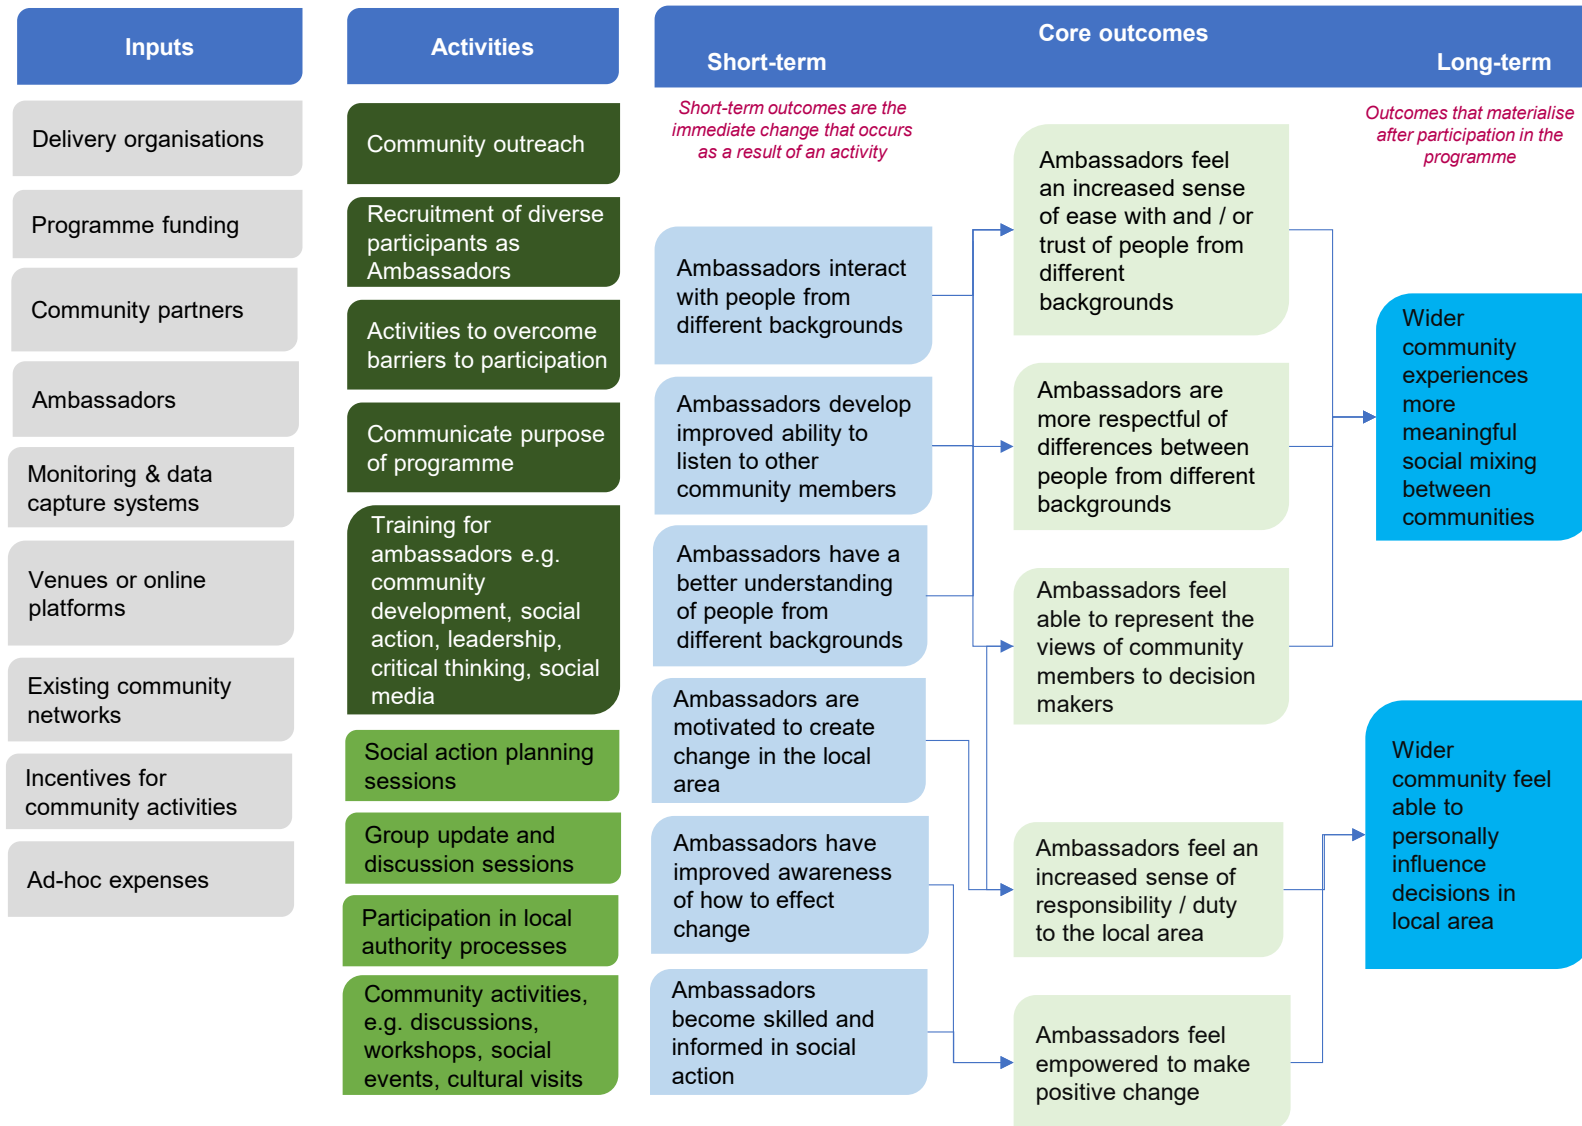 Inputs
Delivery organisations
Programme funding
Community partners
Ambassadors
Monitoring & data
capture systems
Venues or online
platforms
Existing community
networks
Incentives for
community activities
Ad-hoc expenses
Activities
Community outreach
Recruitment of diverse
participants as
Ambassadors
Activities to overcome
barriers to participation
Communicate purpose
of programme
Training for
ambassadors e.g.
community
development, social
action, leadership,
critical thinking, social
media
Social action planning
sessions
Group update and
discussion sessions
Participation in local
authority processes
Community activities,
e.g. discussions,
workshops, social
events, cultural visits
Core outcomes
Short-term
Long-term
Short-term outcomes are the
immediate change that occurs
as a result of an activity
Ambassadors interact
with people from
different backgrounds
Ambassadors develop
improved ability to
listen to other
community members
Ambassadors have a
better understanding
of people from
different backgrounds
Ambassadors are
motivated to create
change in the local
area
Ambassadors have
improved awareness
of how to effect
change
Ambassadors
become skilled and
informed in social
action
Ambassadors feel
an increased sense
of ease with and / or
trust of people from
different
backgrounds
Ambassadors are
more respectful of
differences between
people from different
backgrounds
Ambassadors feel
able to represent the
views of community
members to decision
makers
Ambassadors feel an
increased sense of
responsibility / duty
to the local area
Ambassadors feel
empowered to make
positive change
Outcomes that materialise
after participation in the
programme
Wider
community
experiences
more
meaningful
social mixing
between
communities
Wider
community feel
able to
personally
influence
decisions in
local area